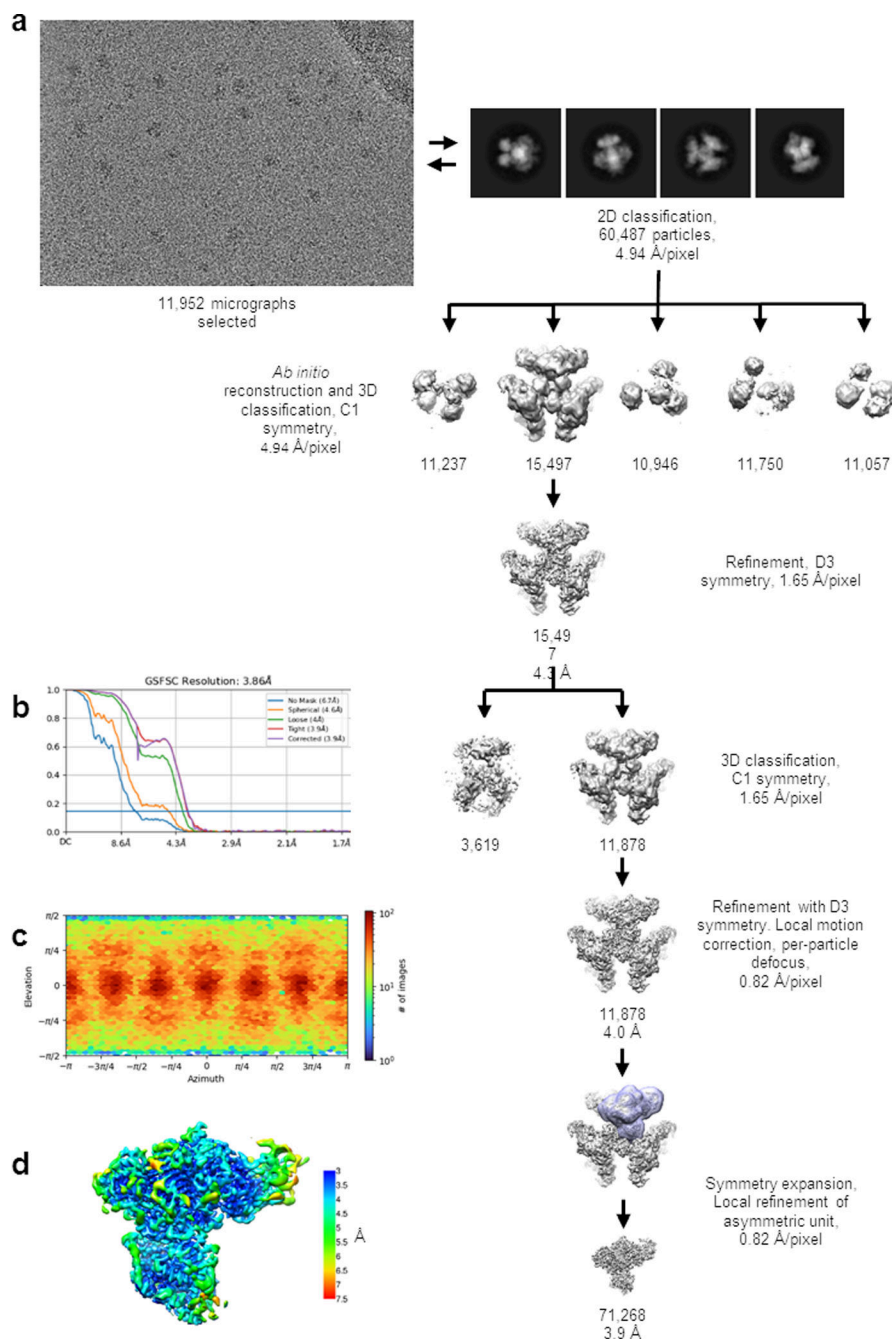 a
11,952 micrographs
selected
2D classification,
60,487 particles,
4.94 Å/pixel
Ab initio
reconstruction and 3D
classification, C1
symmetry,
4.94 Å/pixel
11,237
15,497
10,946
11,750
11,057
Refinement, D3
symmetry, 1.65 Å/pixel
15,49
7
4.3 Å
3D classification,
C1 symmetry,
1.65 Å/pixel
3,619
11,878
Refinement with D3
symmetry. Local motion
correction, per-particle
defocus,
0.82 Å/pixel
11,878
4.0 Å
Symmetry expansion,
Local refinement of
asymmetric unit,
0.82 Å/pixel
71,268
3.9 Å
b
GSFSC Resolution: 3.86Å
1.0
0.8
0.6
0.4
0.2
0.0
No Mask (6.7Å)
Spherical (4.6Å)
Loose (4Å)
Tight (3.9Å)
Corrected (3.9Å)
DC
8.6Å
4.3Å
2.9Å
2.1Å
1.7Å
c
π/2
π/4
0
−π/4
−π/2
Elevation
−π
−3π/4
−π/2
−π/4
0
π/4
π/2
3π/4
π
Azimuth
10²
10¹
10⁰
# of images
d
3
3.5
4
4.5
5
5.5
6
6.5
7
7.5
Å